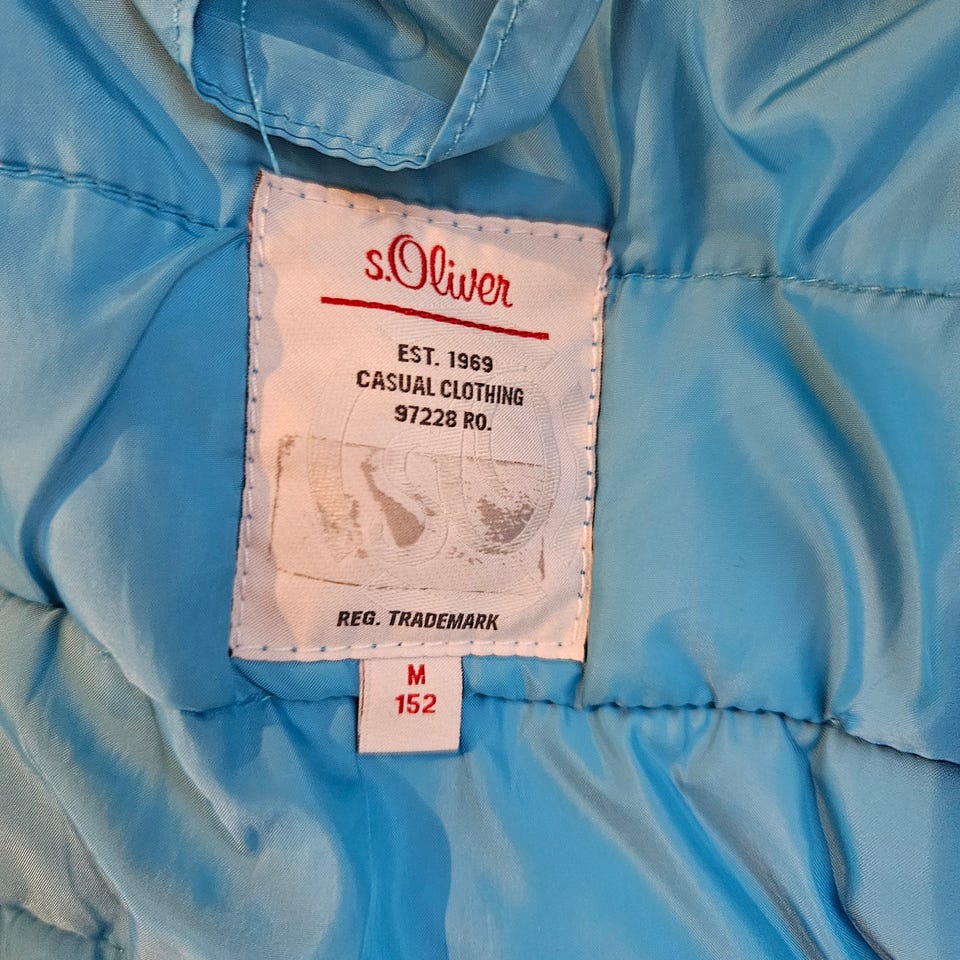 s.Oliver
EST. 1969
CASUAL CLOTHING
97228 RO.
REG. TRADEMARK
M
152